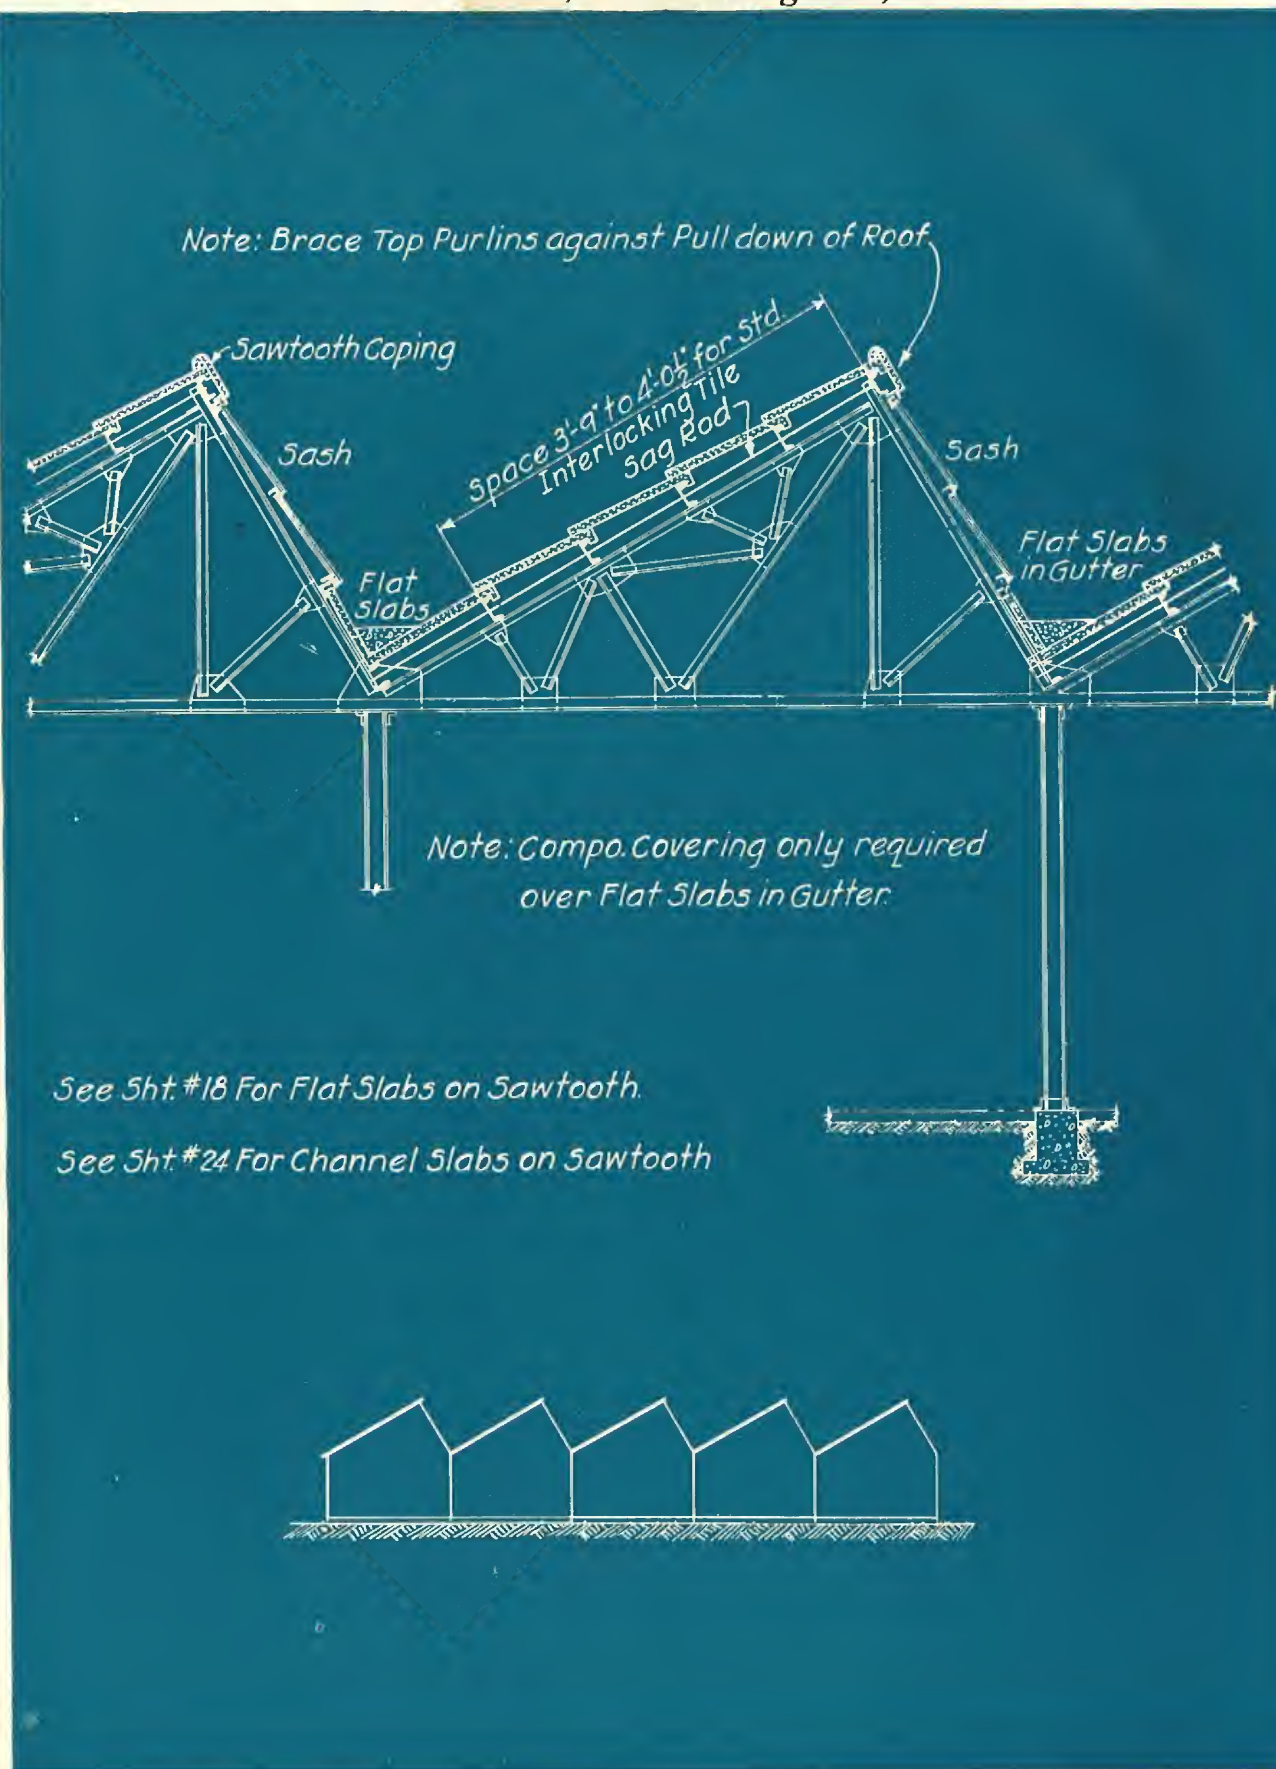 Note: Brace Top Purlins against Pull down of Roof.
Sawtooth Coping
Space 3'-9" to 4'-0½" for Std.
Interlocking Tile
Sag Rod
Sash
Sash
Flat
Slabs
Flat Slabs
in Gutter
Note: Compo. Covering only required
over Flat Slabs in Gutter.
See Sht. #18 For Flat Slabs on Sawtooth.
See Sht. #24 For Channel Slabs on Sawtooth